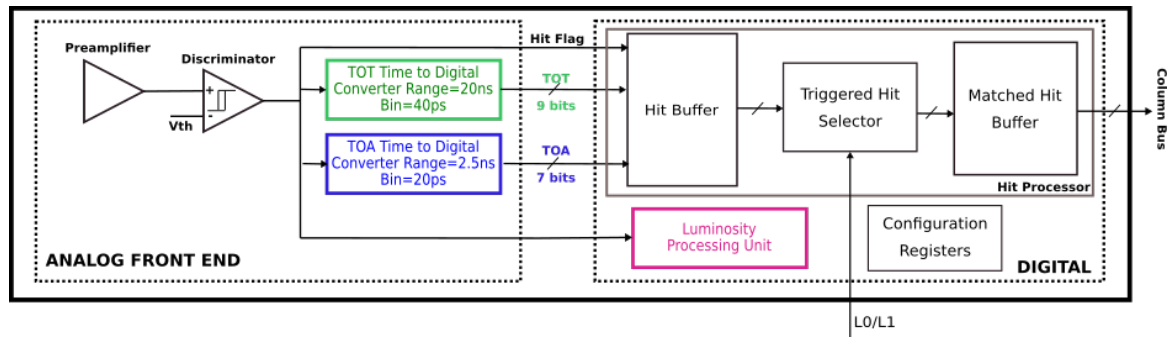 Preamplifier
Discriminator
+
-
Vth
TOT Time to Digital
Converter Range=20ns
Bin=40ps
TOA Time to Digital
Converter Range=2.5ns
Bin=20ps
ANALOG FRONT END
Hit Flag
TOT
9 bits
TOA
7 bits
Hit Buffer
Triggered Hit
Selector
Matched Hit
Buffer
Hit Processor
Luminosity
Processing Unit
Configuration
Registers
DIGITAL
Column Bus
L0/L1